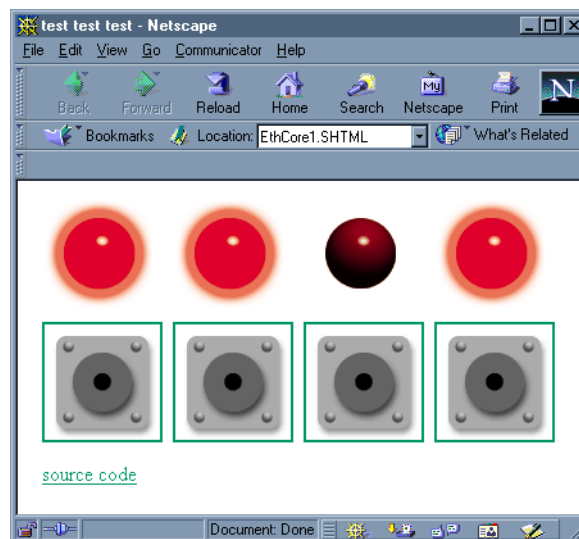 test test test - Netscape
File Edit View Go Communicator Help
Back Forward Reload Home Search Netscape Print
My
N
Bookmarks Location: EthCore1.SHTML What's Related
source code
Document: Done